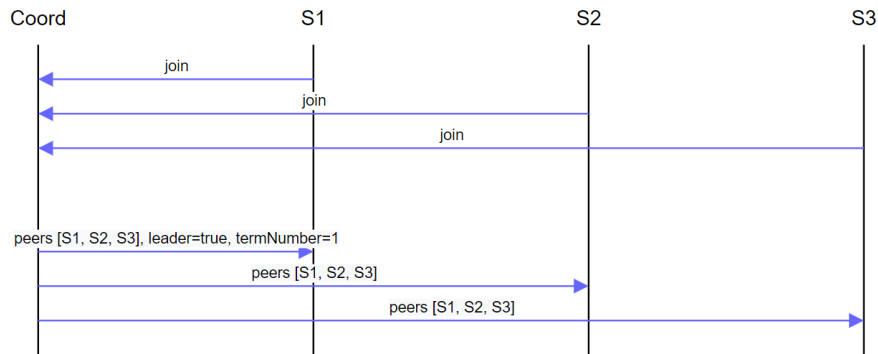 Coord S1 S2 S3
join
join
join
peers [S1, S2, S3], leader=true, termNumber=1
peers [S1, S2, S3]
peers [S1, S2, S3]